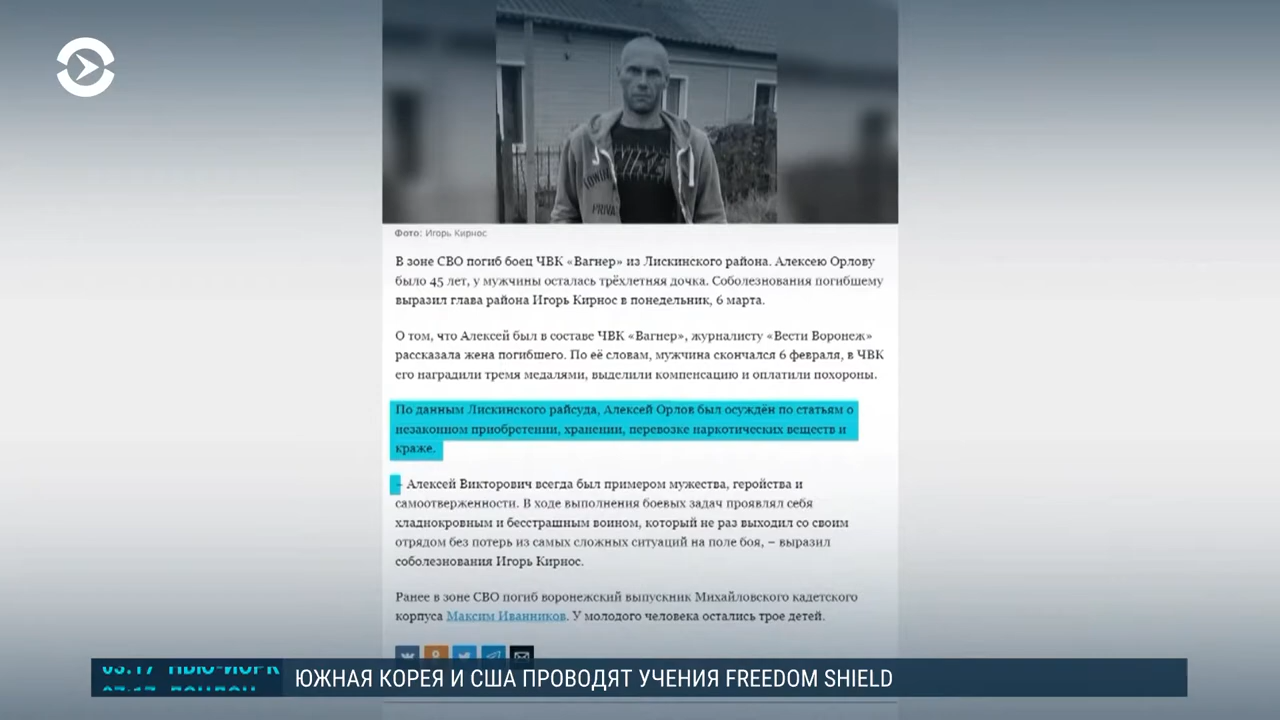 Фото: Игорь Кирнос
В зоне СВО погиб боец ЧВК «Вагнер» из Лискинского района. Алексею Орлову
было 45 лет, у мужчины осталась трёхлетняя дочка. Соболезнования погибшему
выразил глава района Игорь Кирнос в понедельник, 6 марта.
О том, что Алексей был в составе ЧВК «Вагнер», журналисту «Вести Воронеж»
рассказала жена погибшего. По её словам, мужчина скончался 6 февраля, в ЧВК
его наградили тремя медалями, выделили компенсацию и оплатили похороны.
По данным Лискинского райсуда, Алексей Орлов был осуждён по статьям о
незаконном приобретении, хранении, перевозке наркотических веществ и
краже.
– Алексей Викторович всегда был примером мужества, геройства и
самоотверженности. В ходе выполнения боевых задач проявлял себя
хладнокровным и бесстрашным воином, который не раз выходил со своим
отрядом без потерь из самых сложных ситуаций на поле боя, – выразил
соболезнования Игорь Кирнос.
Ранее в зоне СВО погиб воронежский выпускник Михайловского кадетского
корпуса Максим Иванников. У молодого человека остались трое детей.
ЮЖНАЯ КОРЕЯ И США ПРОВОДЯТ УЧЕНИЯ FREEDOM SHIELD